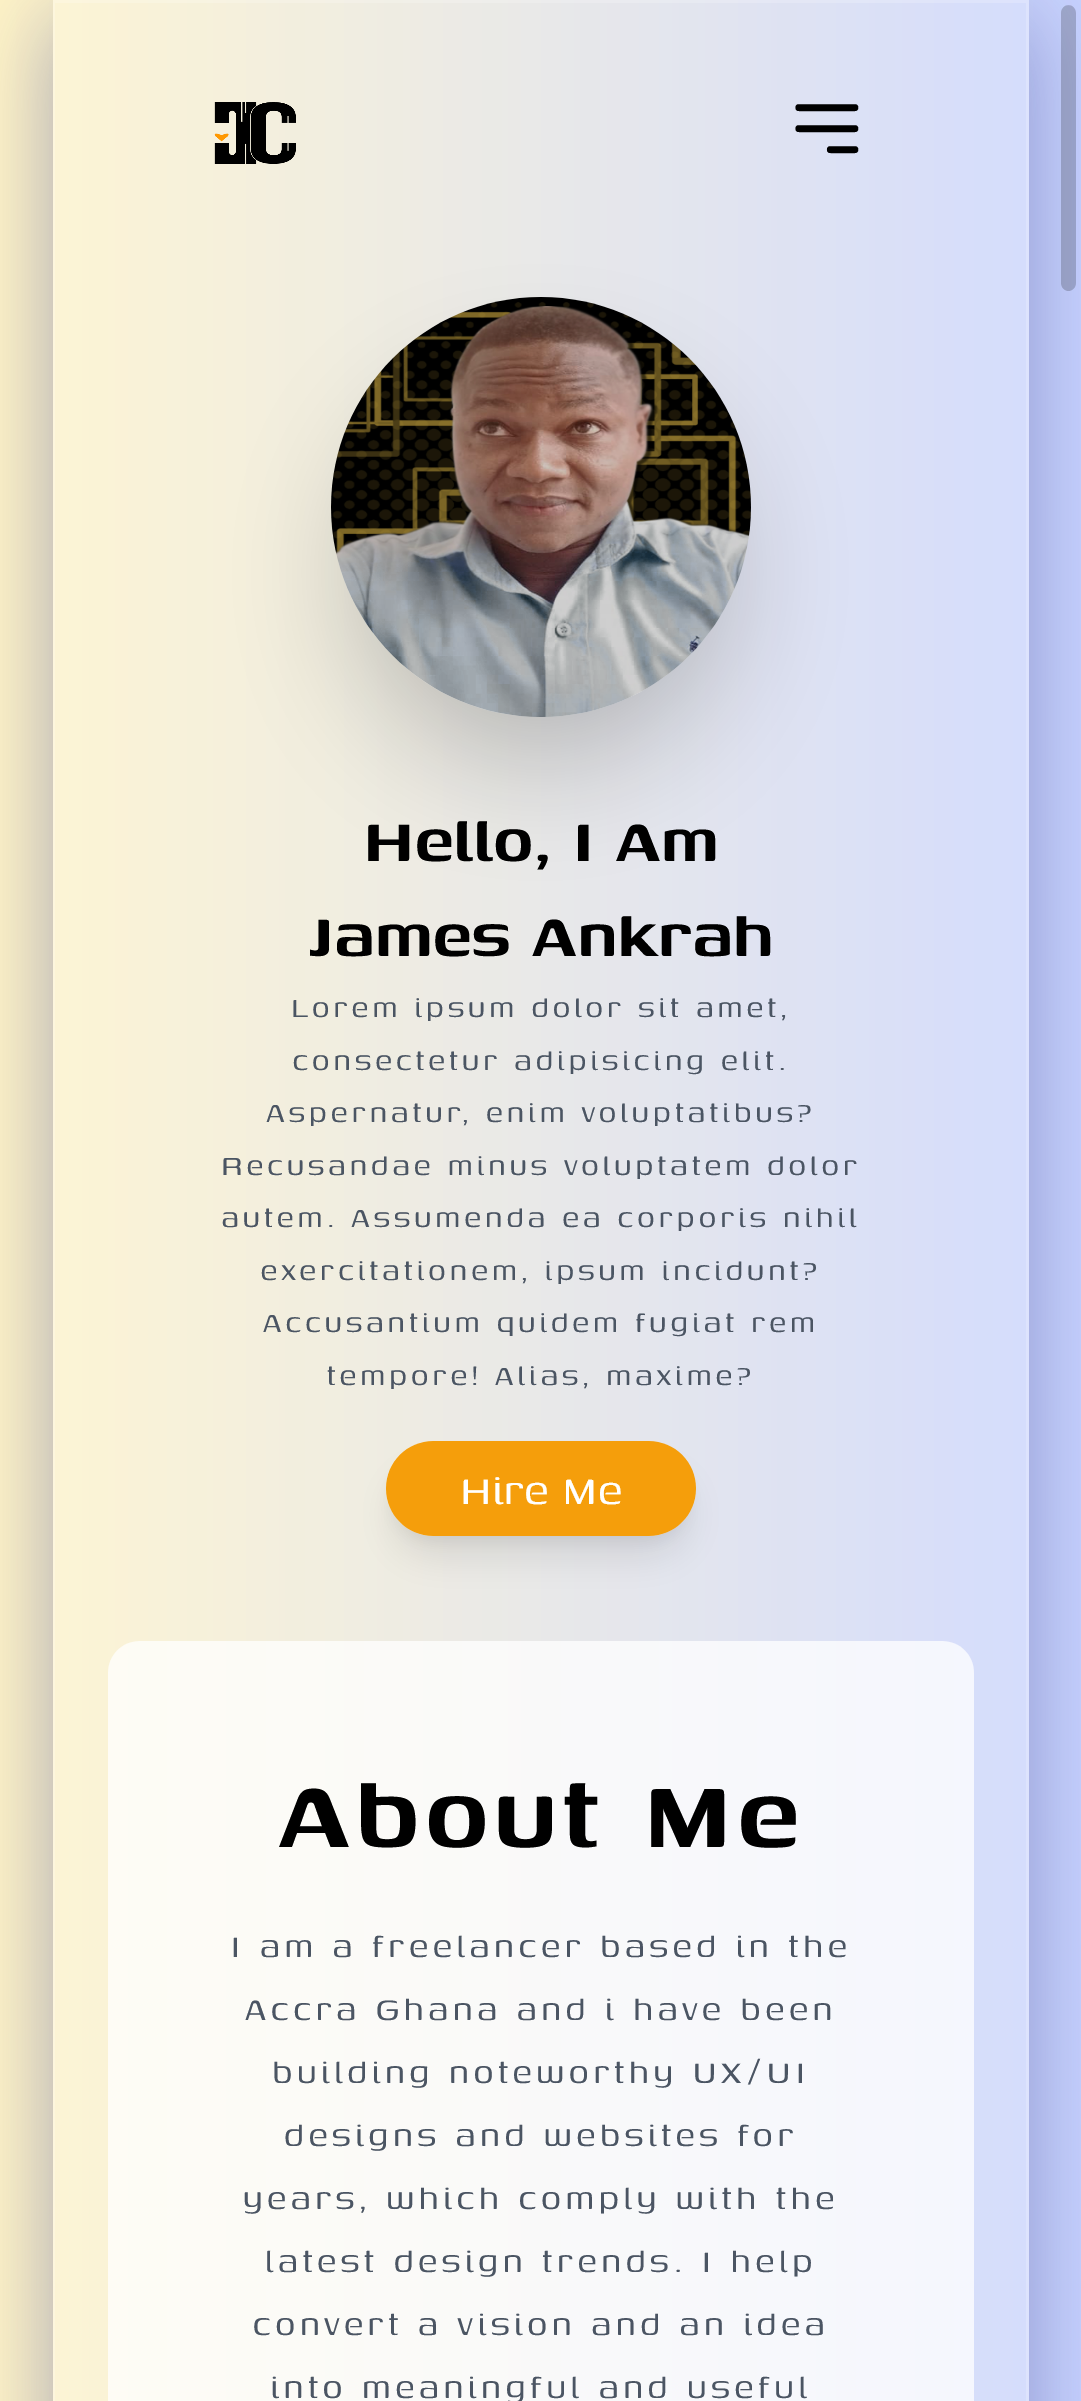 Hello, I Am
James Ankrah
Lorem ipsum dolor sit amet,
consectetur adipisicing elit.
Aspernatur, enim voluptatibus?
Recusandae minus voluptatem dolor
autem. Assumenda ea corporis nihil
exercitationem, ipsum incidunt?
Accusantium quidem fugiat rem
tempore! Alias, maxime?
Hire Me
About Me
I am a freelancer based in the
Accra Ghana and i have been
building noteworthy UX/UI
designs and websites for
years, which comply with the
latest design trends. I help
convert a vision and an idea
into meaningful and useful